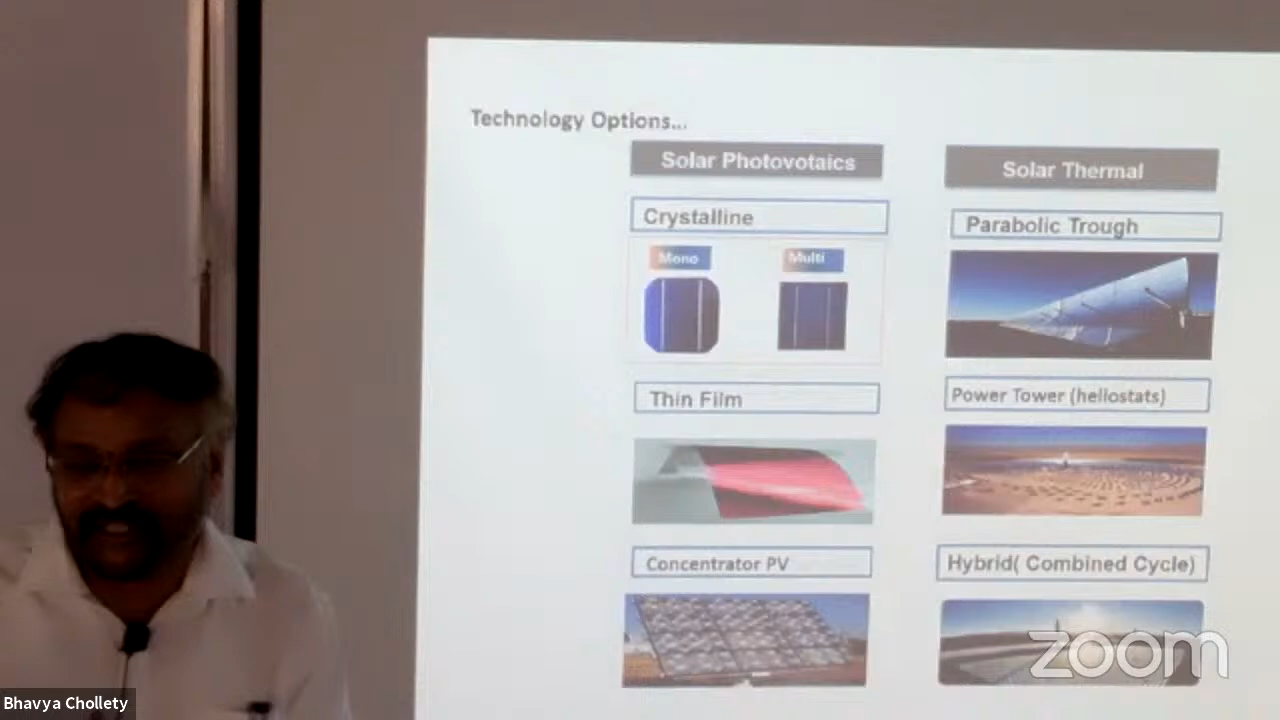 Technology Options...
Solar Photovotaics
Solar Thermal
Crystalline
Parabolic Trough
Mono
Multi
Thin Film
Power Tower (heliostats)
Concentrator PV
Hybrid( Combined Cycle)
zoom
Bhavya Chollety